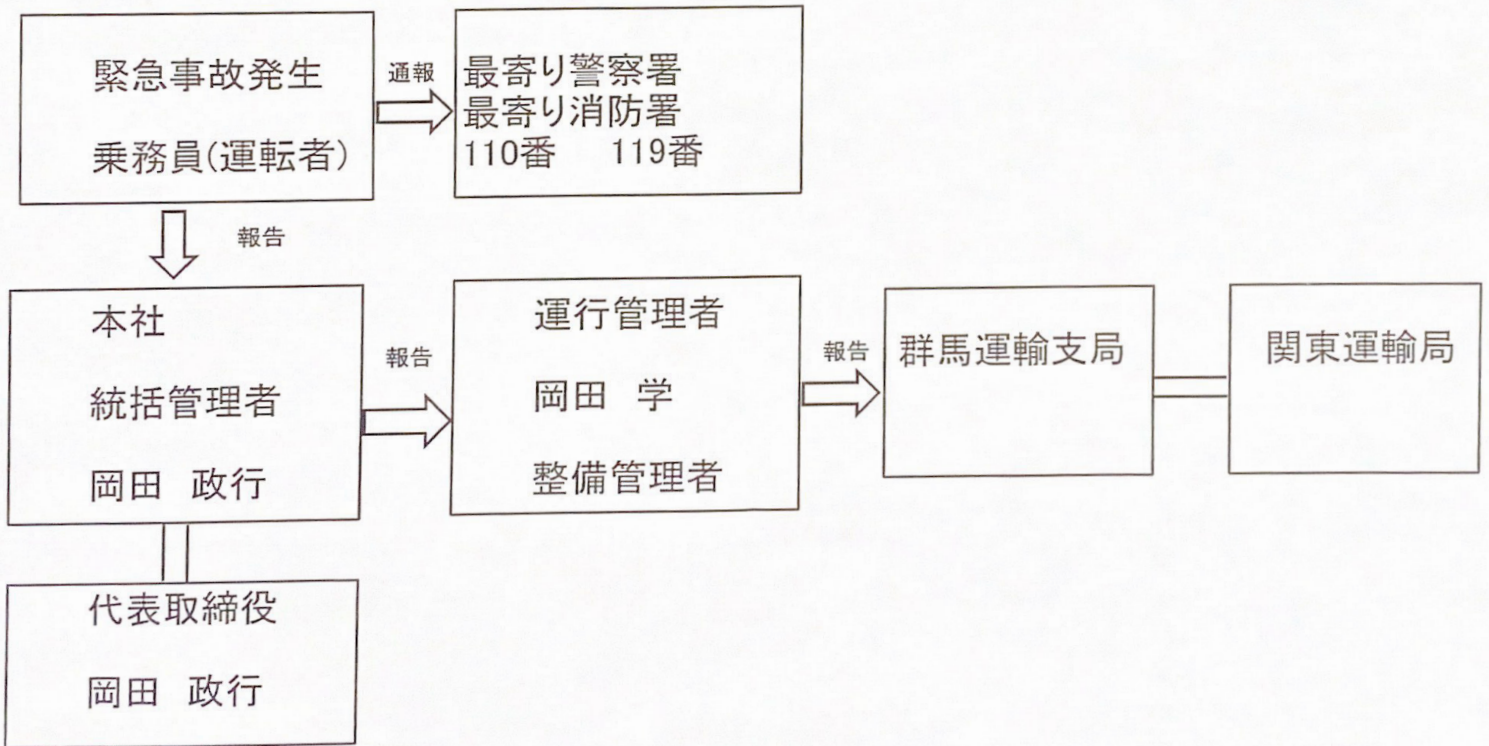 緊急事故発生
乗務員(運転者)
通報
最寄り警察署
最寄り消防署
110番　119番
報告
本社
統括管理者
岡田　政行
報告
運行管理者
岡田　学
整備管理者
報告
群馬運輸支局
関東運輸局
代表取締役
岡田　政行